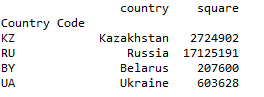 country square
Country Code
KZ Kazakhstan 2724902
RU Russia 17125191
BY Belarus 207600
UA Ukraine 603628